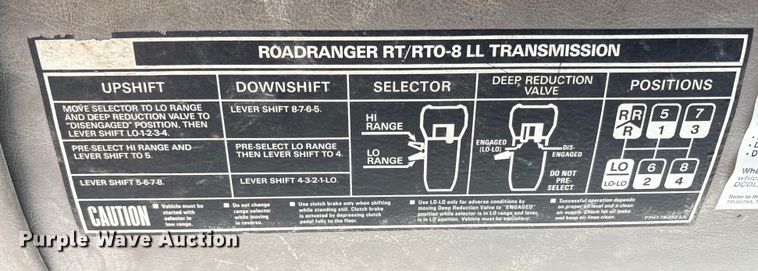 ROADRANGER RT/RTO-8 LL TRANSMISSION
UPSHIFT
DOWNSHIFT
SELECTOR
DEEP REDUCTION
VALVE
POSITIONS
MOVE SELECTOR TO LO RANGE
AND DEEP REDUCTION VALVE TO
"DISENGAGED" POSITION, THEN
LEVER SHIFT LO-1-2-3-4.
LEVER SHIFT 8-7-6-5.
PRE-SELECT HI RANGE AND
LEVER SHIFT TO 5.
PRE-SELECT LO RANGE
THEN LEVER SHIFT TO 4.
LEVER SHIFT 5-6-7-8.
LEVER SHIFT 4-3-2-1-LO
HI
RANGE
LO
RANGE
ENGAGED
(LO-LO)
DIS-
ENGAGED
DO NOT
PRE-
SELECT
R R 5 7
R 1 3
LO 6 8
LO-LO 2 4
CAUTION
■ Vehicle must be
started with
selector in
low range.
■ Do not change
range selector
while moving
in reverse.
■ Use clutch brake only when shifting
while standing still. Clutch brake
is actuated by depressing clutch
pedal fully to the floor.
■ Use LO-LO only for adverse conditions by
moving Deep Reduction Valve to "ENGAGED"
position while selector is in LO range and lever,
in LO position. Vehicle must be stationary.
■ Successful operation depends
on proper oil level and a clean
air supply. Check for oil leaks
and keep air lines clean.
Purple Wave Auction